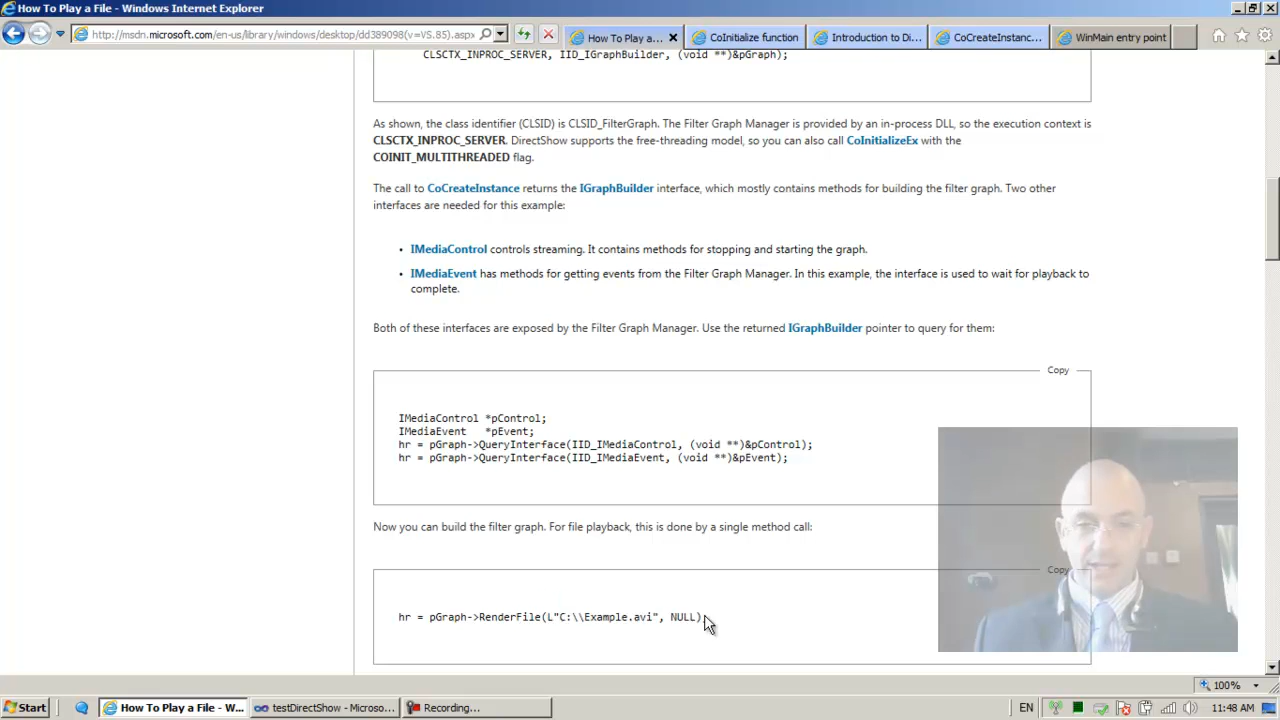 How To Play a File - Windows Internet Explorer
http://msdn.microsoft.com/en-us/library/windows/desktop/dd389098(v=VS.85).aspx
How To Play a...
CoInitialize function
Introduction to Di...
CoCreateInstanc...
WinMain entry point
CLSCTX_INPROC_SERVER, IID_IGraphBuilder, (void **)&pGraph);
As shown, the class identifier (CLSID) is CLSID_FilterGraph. The Filter Graph Manager is provided by an in-process DLL, so the execution context is
CLSCTX_INPROC_SERVER. DirectShow supports the free-threading model, so you can also call CoInitializeEx with the
COINIT_MULTITHREADED flag.
The call to CoCreateInstance returns the IGraphBuilder interface, which mostly contains methods for building the filter graph. Two other
interfaces are needed for this example:
• IMediaControl controls streaming. It contains methods for stopping and starting the graph.
• IMediaEvent has methods for getting events from the Filter Graph Manager. In this example, the interface is used to wait for playback to
complete.
Both of these interfaces are exposed by the Filter Graph Manager. Use the returned IGraphBuilder pointer to query for them:
Copy
IMediaControl *pControl;
IMediaEvent *pEvent;
hr = pGraph->QueryInterface(IID_IMediaControl, (void **)&pControl);
hr = pGraph->QueryInterface(IID_IMediaEvent, (void **)&pEvent);
Now you can build the filter graph. For file playback, this is done by a single method call:
Copy
hr = pGraph->RenderFile(L"C:\\Example.avi", NULL);
100%
Start
How To Play a File - W...
testDirectShow - Microso...
Recording...
EN
11:48 AM